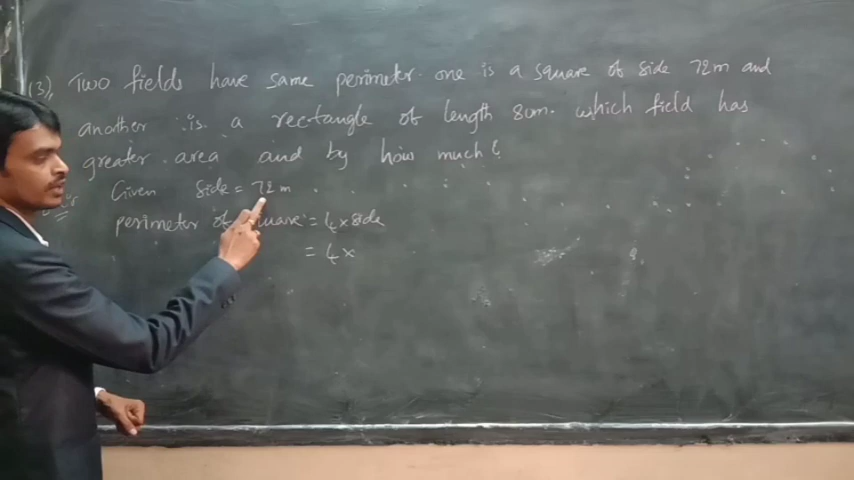 (3), Two fields have same perimeter. one is a square of side 72m and
another is a rectangle of length 80m. which field has
greater area and by how much?
Given side = 72m
perimeter of square = 4 x side
= 4 x